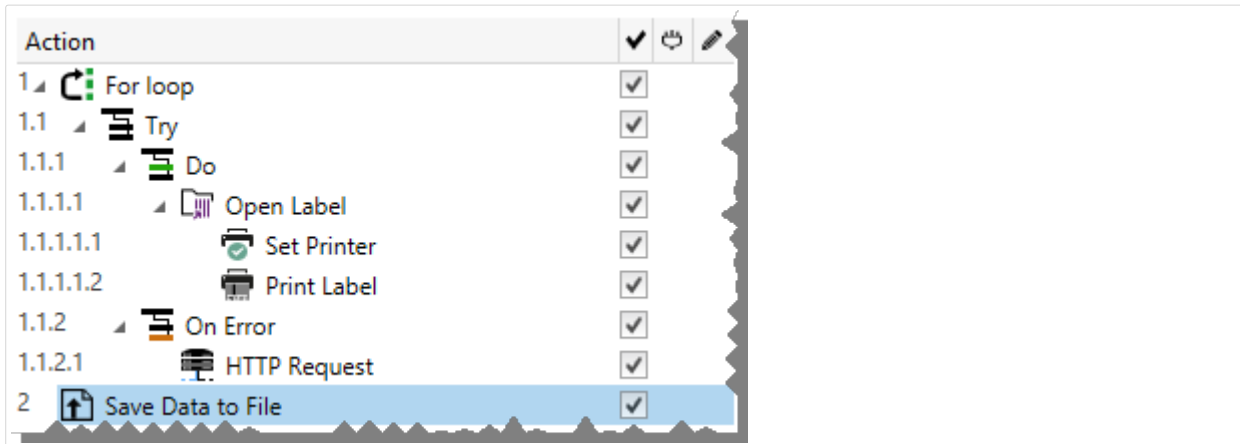 Action
1 For loop
1.1 Try
1.1.1 Do
1.1.1.1 Open Label
1.1.1.1.1 Set Printer
1.1.1.1.2 Print Label
1.1.2 On Error
1.1.2.1 HTTP Request
2 Save Data to File